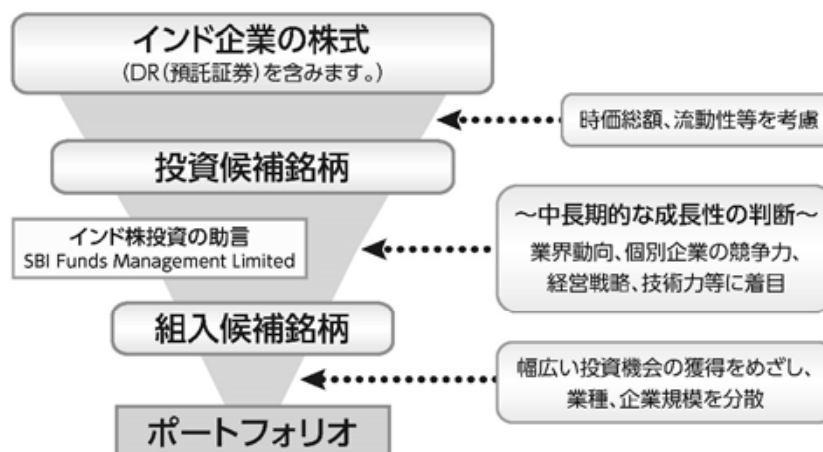 インド企業の株式
(DR(預託証券)を含みます。)
時価総額、流動性等を考慮
投資候補銘柄
インド株投資の助言
SBI Funds Management Limited
～中長期的な成長性の判断～
業界動向、個別企業の競争力、
経営戦略、技術力等に着目
組入候補銘柄
幅広い投資機会の獲得をめざし、
業種、企業規模を分散
ポートフォリオ